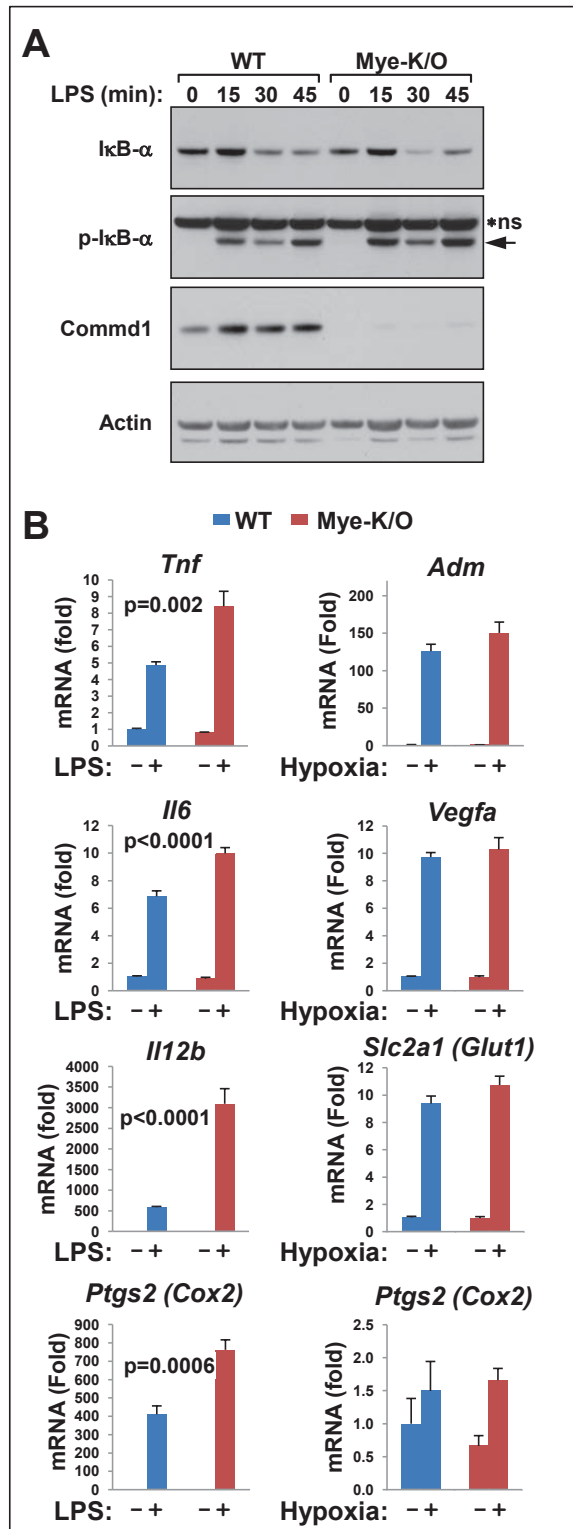 A
WT Mye-K/O
LPS (min): 0 15 30 45 0 15 30 45
IκB-α
p-IκB-α *ns
Commd1
Actin
B
WT Mye-K/O
Tnf
mRNA (fold)
10
9
8
7
6
5
4
3
2
1
0
p=0.002
LPS: − + − +
Adm
mRNA (Fold)
200
150
100
50
0
Hypoxia: − + − +
Il6
mRNA (fold)
12
10
8
6
4
2
0
p<0.0001
LPS: − + − +
Vegfa
mRNA (Fold)
12
10
8
6
4
2
0
Hypoxia: − + − +
Il12b
mRNA (fold)
4000
3500
3000
2500
2000
1500
1000
500
0
p<0.0001
LPS: − + − +
Slc2a1 (Glut1)
mRNA (Fold)
12
10
8
6
4
2
0
Hypoxia: − + − +
Ptgs2 (Cox2)
mRNA (Fold)
900
800
700
600
500
400
300
200
100
0
p=0.0006
LPS: − + − +
Ptgs2 (Cox2)
mRNA (Fold)
2.5
2.0
1.5
1.0
0.5
0.0
Hypoxia: − + − +